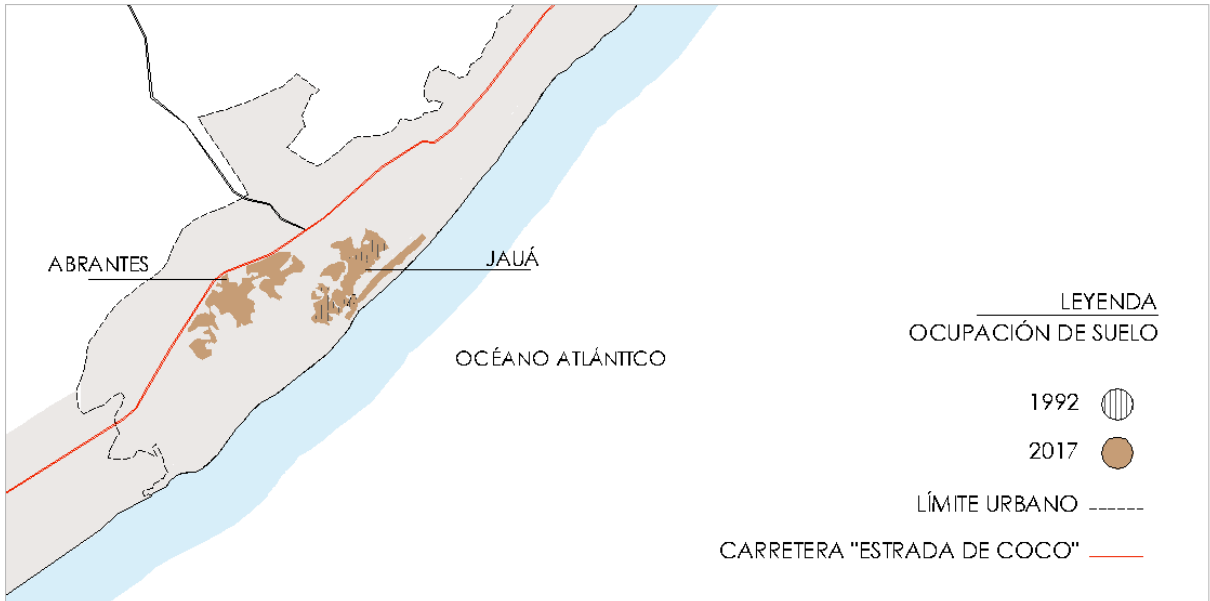 ABRANTES
JAUÁ
OCÉANO ATLÁNTICO
LEYENDA
OCUPACIÓN DE SUELO
1992
2017
LÍMITE URBANO
CARRETERA "ESTRADA DE COCO"